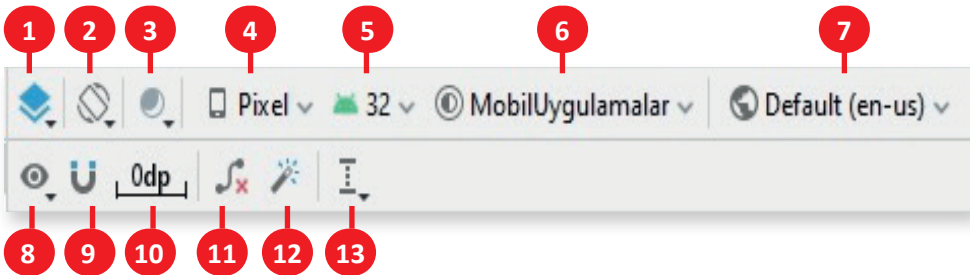 1 2 3 4 5 6 7
Pixel 32 MobilUygulamalar Default (en-us)
0dp
8 9 10 11 12 13